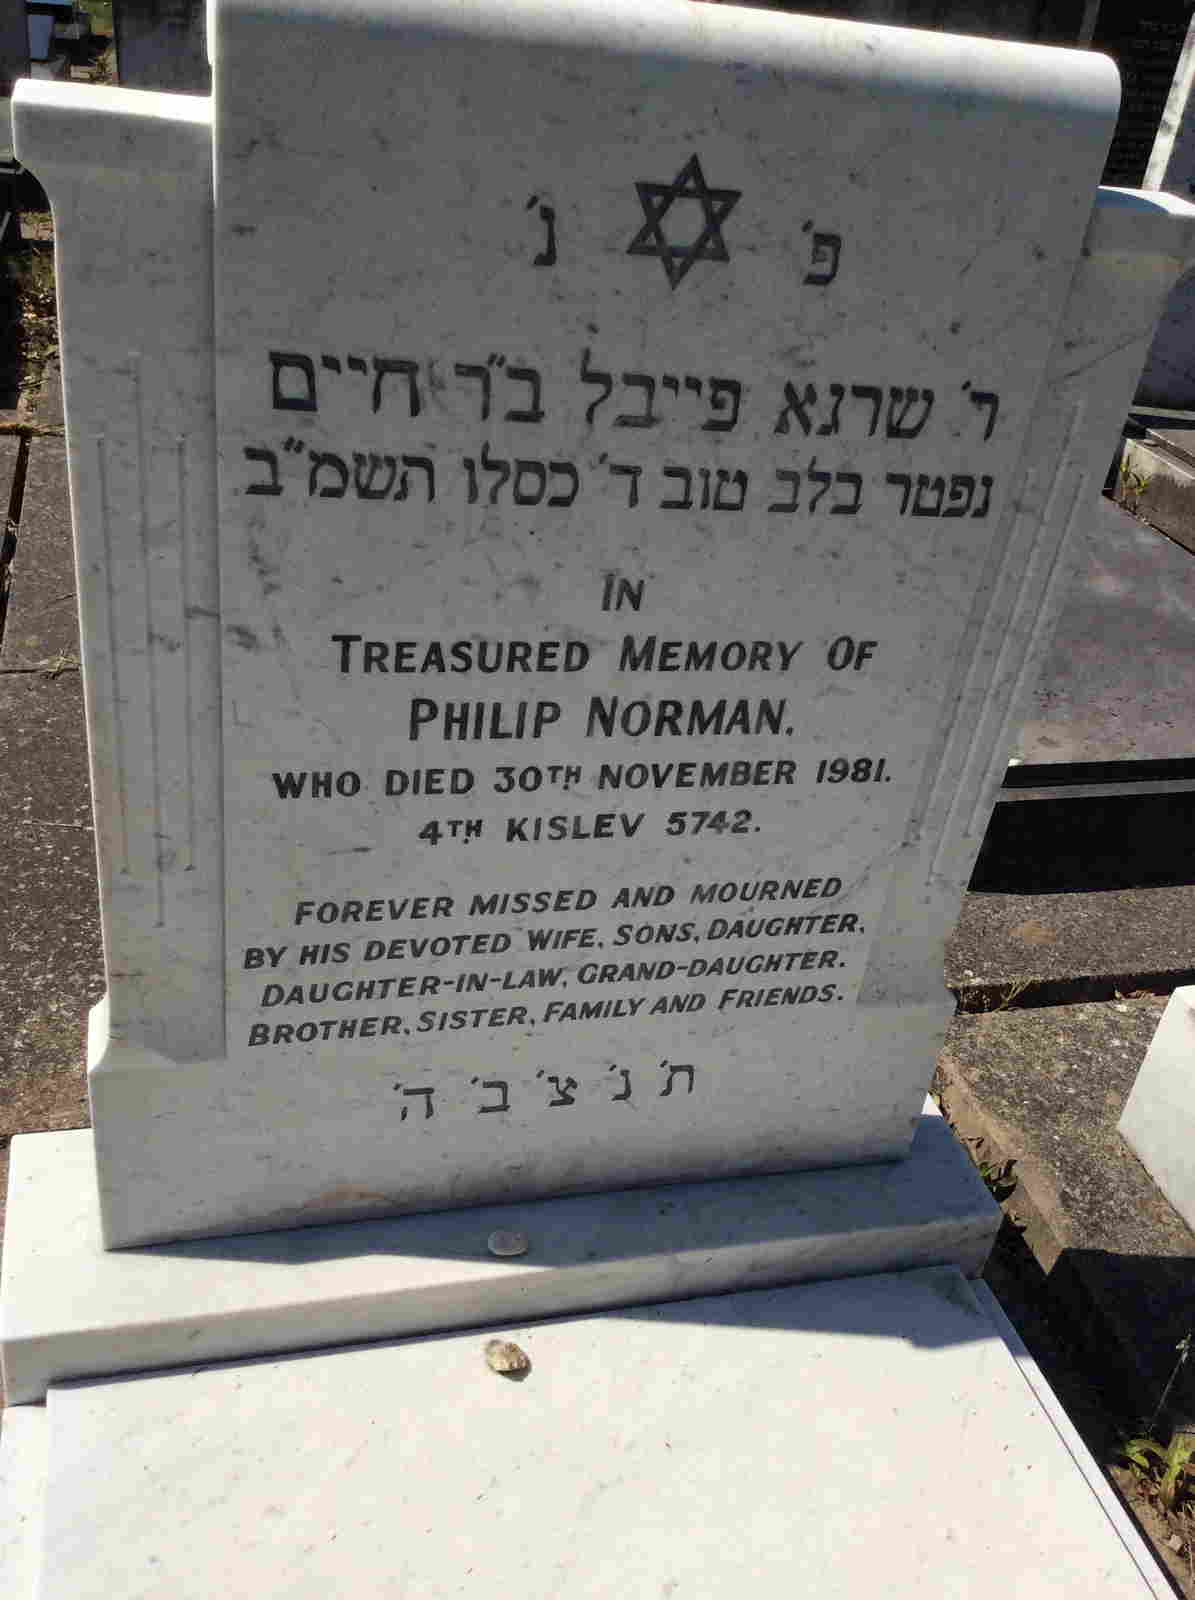 פ' נ'
ר' שרגא פייבל ב"ר חיים
נפטר בלב טוב ד' כסלו תשמ"ב
IN
TREASURED MEMORY OF
PHILIP NORMAN.
WHO DIED 30TH NOVEMBER 1981.
4TH KISLEV 5742.
FOREVER MISSED AND MOURNED
BY HIS DEVOTED WIFE, SONS, DAUGHTER,
DAUGHTER-IN-LAW, GRAND-DAUGHTER.
BROTHER, SISTER, FAMILY AND FRIENDS.
ת' נ' צ' ב' ה'